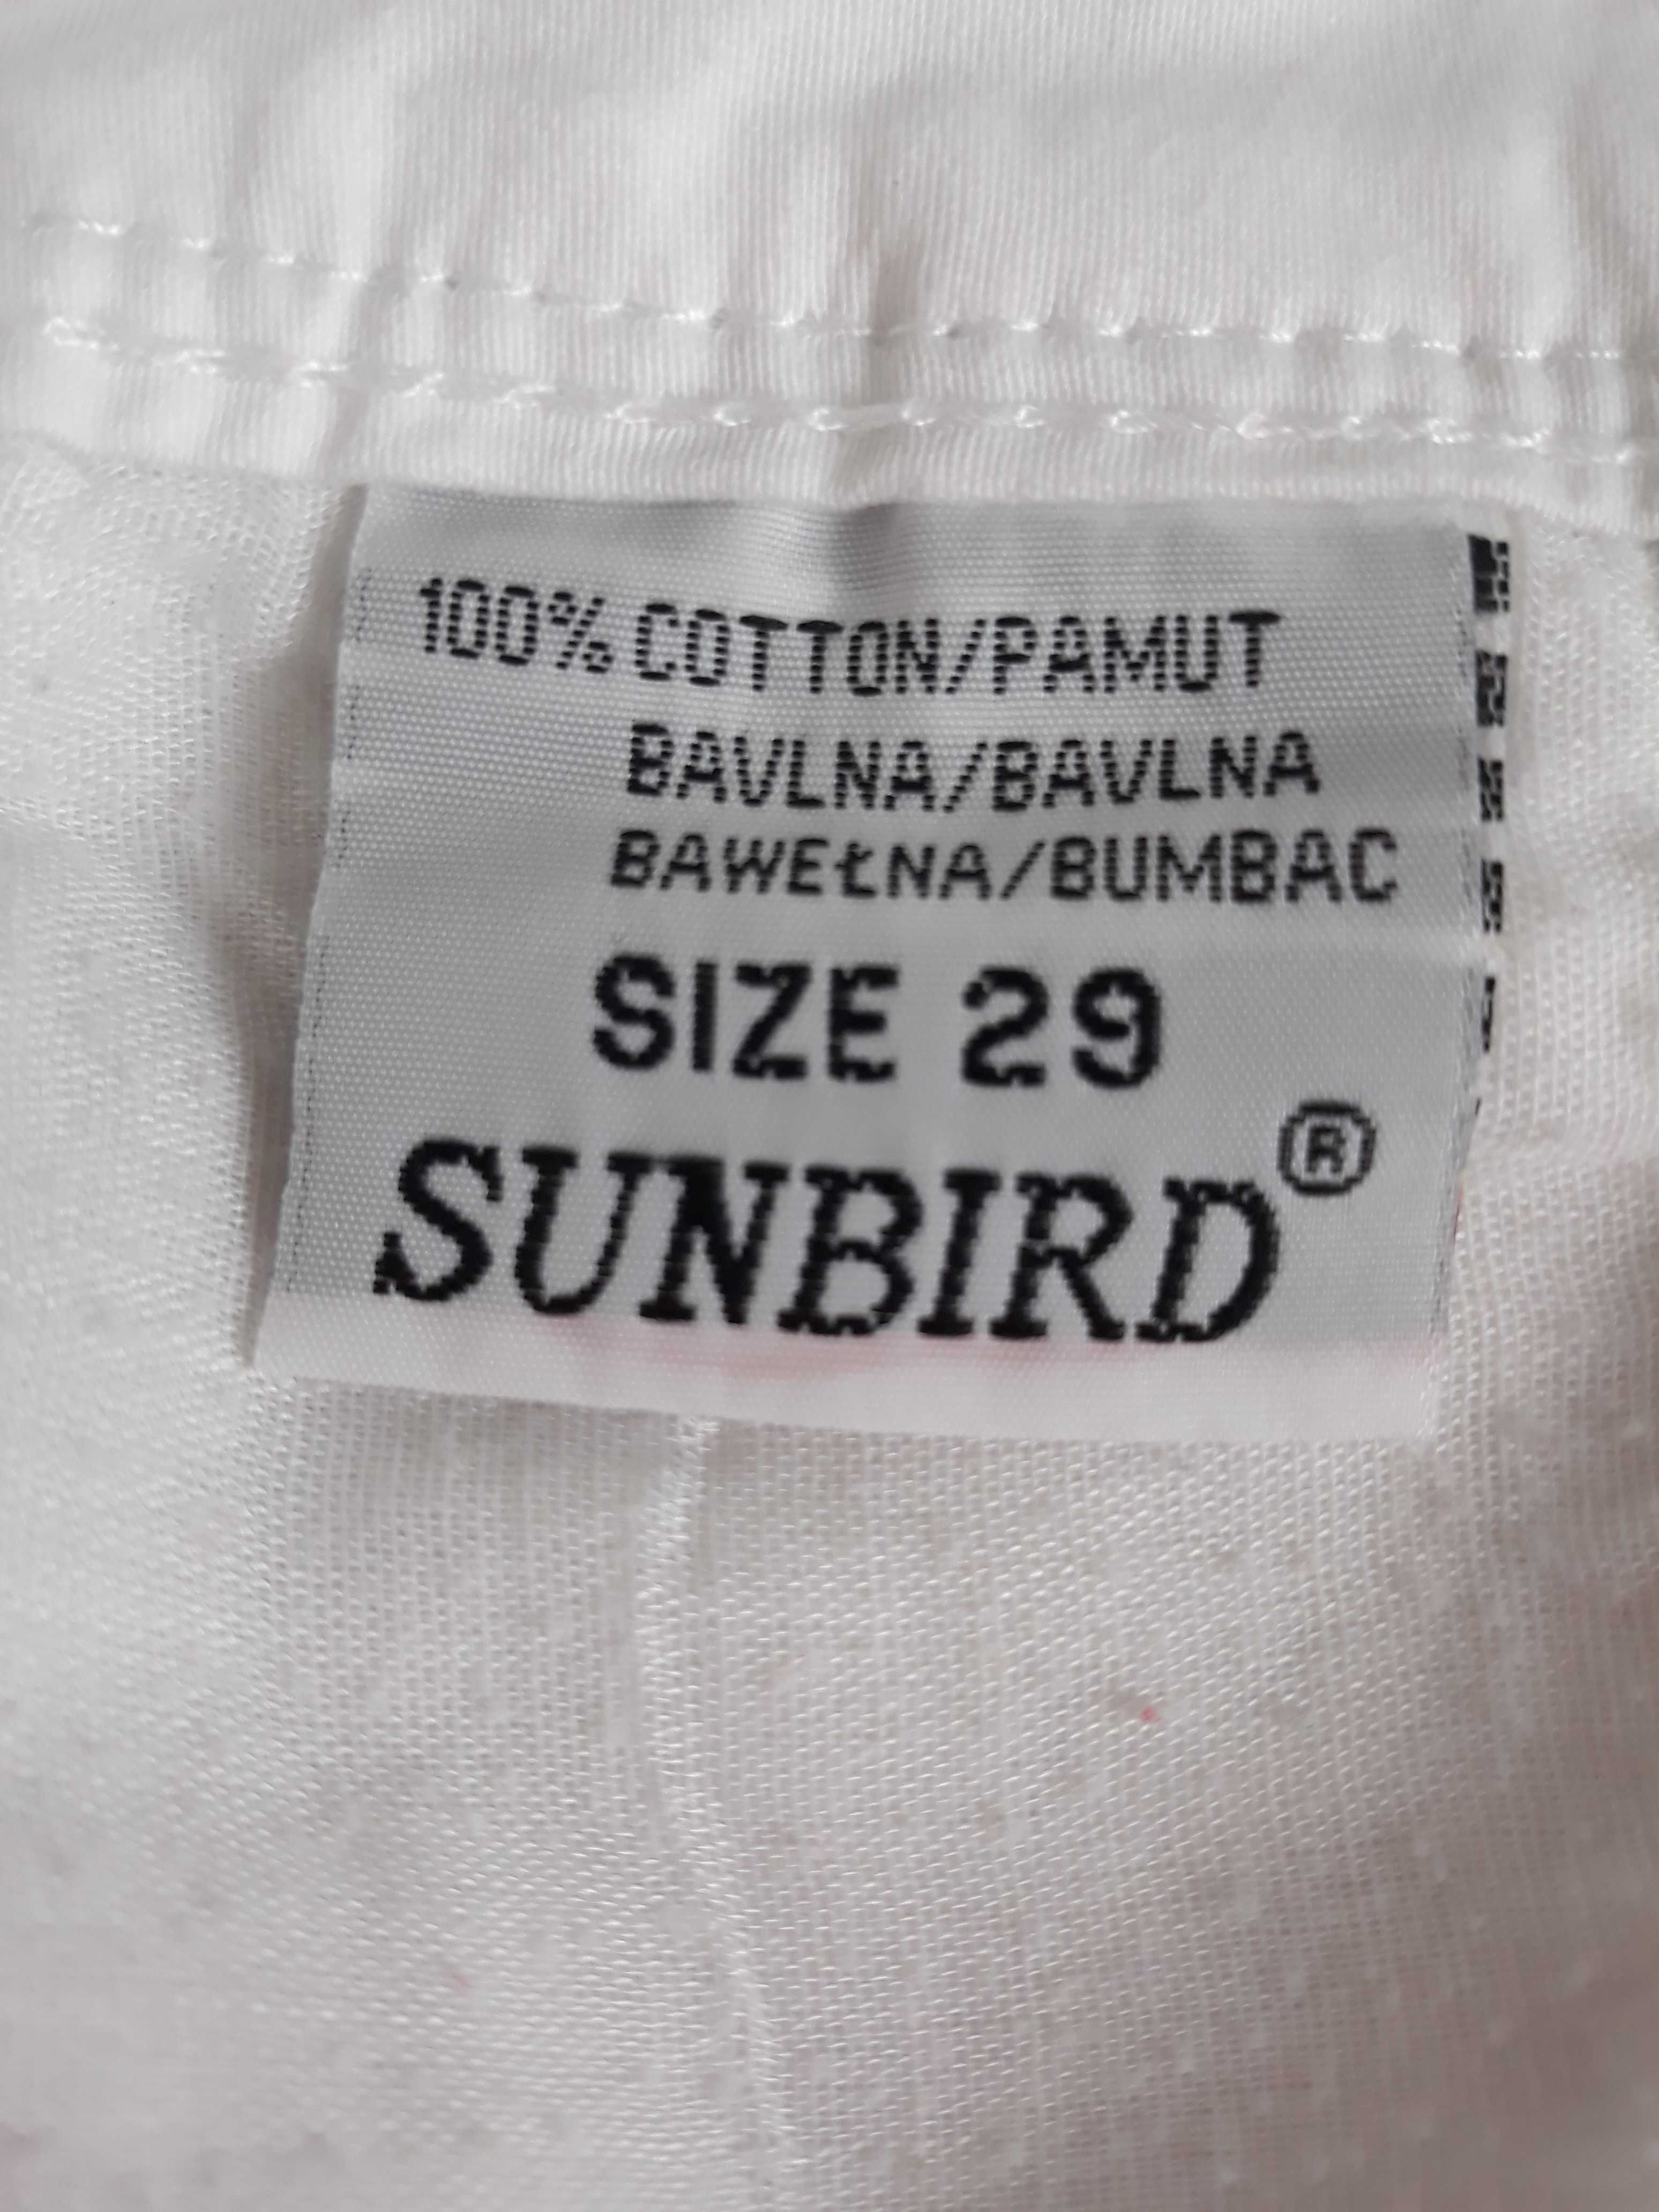 100% COTTON/PAMUT
BAVLNA/BAVLNA
BAWEŁNA/BUMBAC
SIZE 29
SUNBIRD®